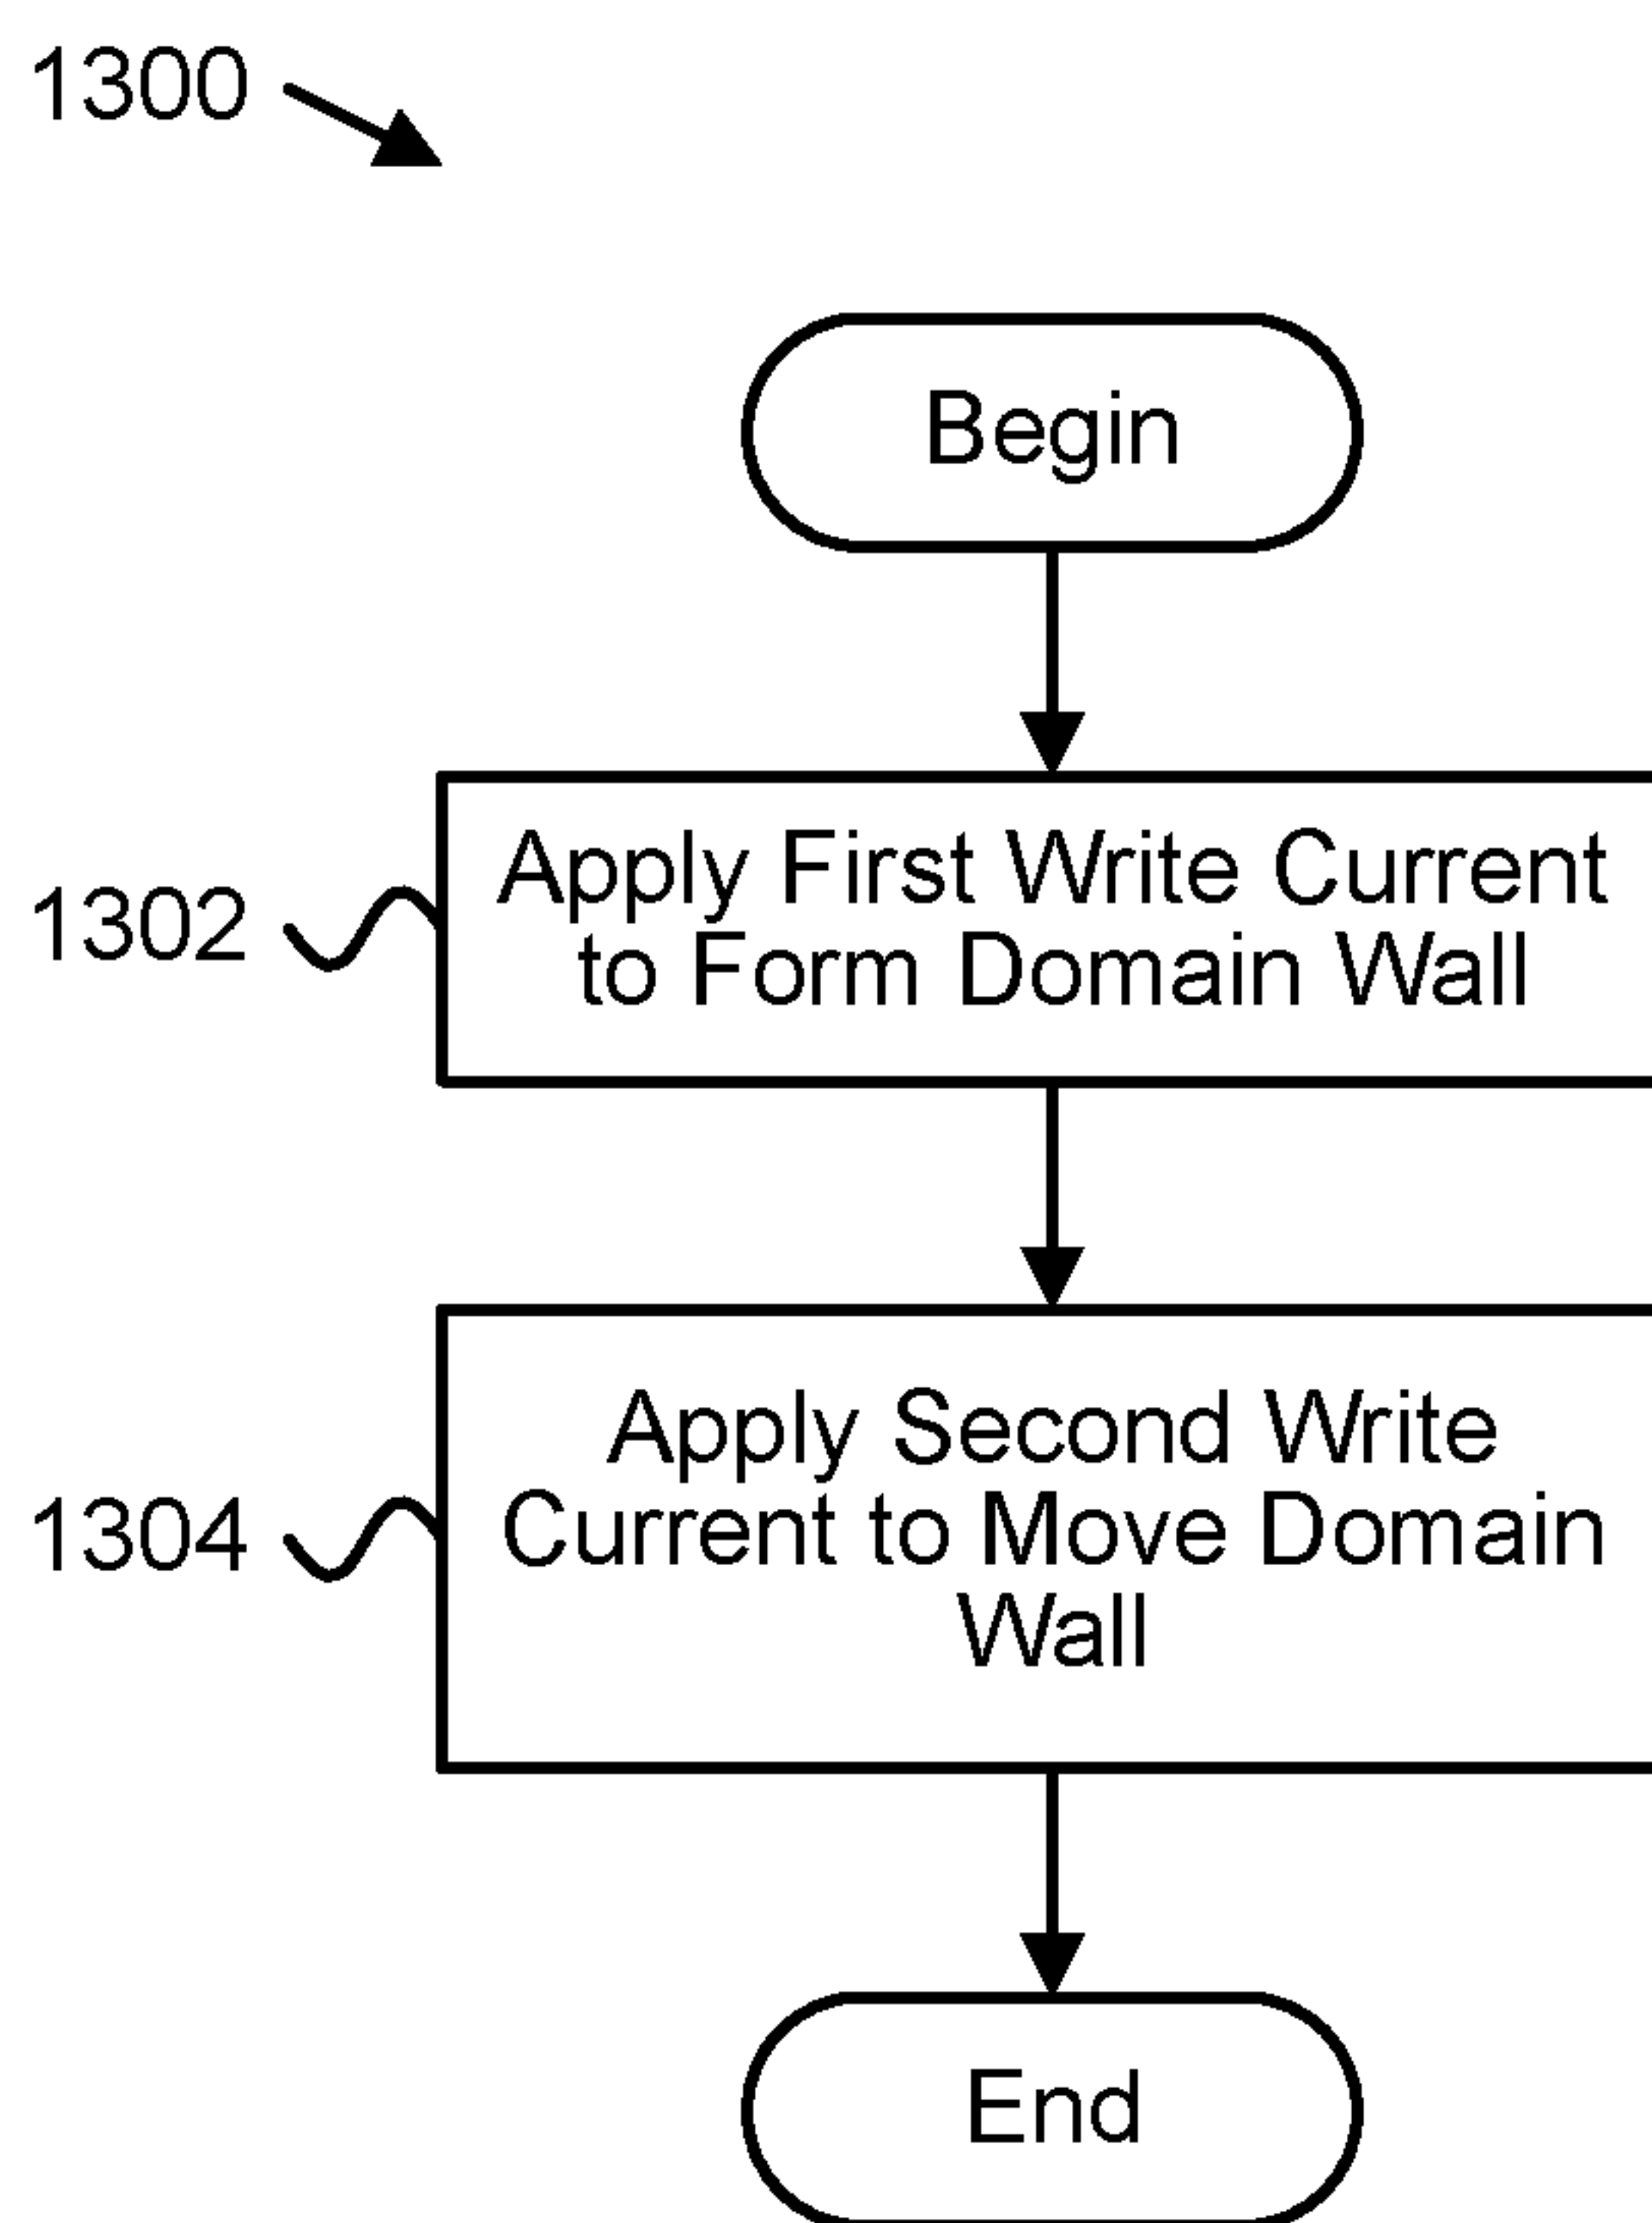 1300
Begin
Apply First Write Current
to Form Domain Wall
1302
Apply Second Write
Current to Move Domain
Wall
1304
End